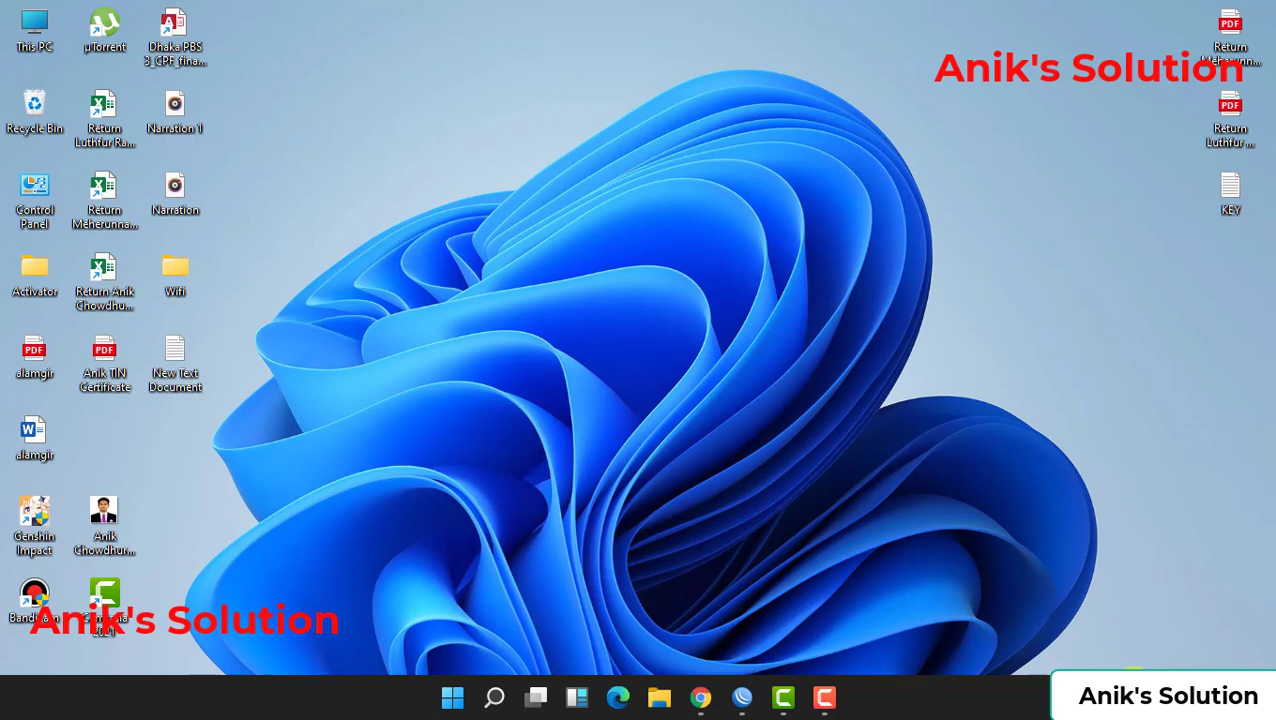 This PC
µTorrent
Dhaka PBS
3_CPF_fina...
Recycle Bin
Return
Luthfur Ra...
Narration 1
Control
Panel
Return
Meherunna...
Narration
Activator
Return Anik
Chowdhu...
Wifi
alamgir
Anik TIN
Certificate
New Text
Document
alamgir
Genshin
Impact
Anik
Chowdhur...
Anik's Solution
Return
Anik's Solution
Return
Luthfur ...
KEY
Anik's Solution